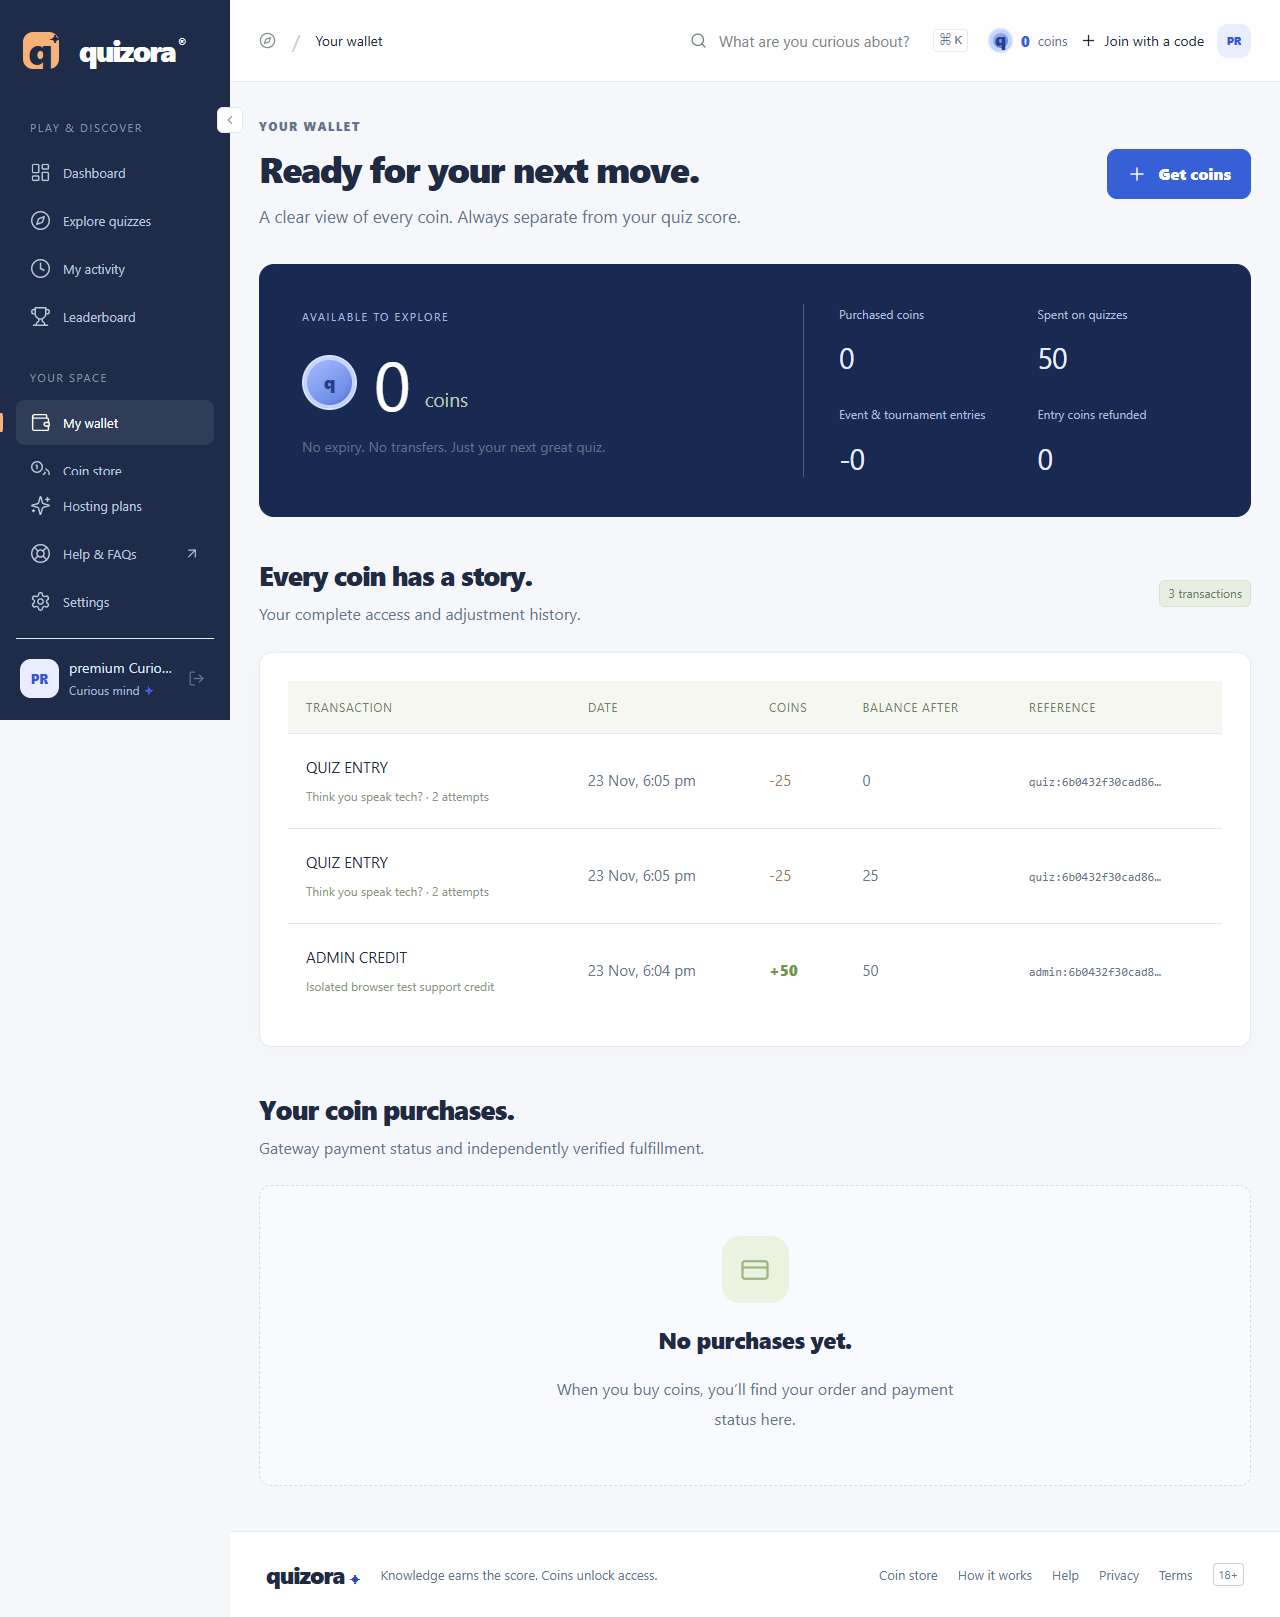 quizora
Your wallet
What are you curious about?
⌘ K
q 0 coins
Join with a code
PR
PLAY & DISCOVER
Dashboard
Explore quizzes
My activity
Leaderboard
YOUR SPACE
My wallet
Coin store
Hosting plans
Help & FAQs
Settings
PR
premium Curio...
Curious mind
YOUR WALLET
Ready for your next move.
A clear view of every coin. Always separate from your quiz score.
Get coins
AVAILABLE TO EXPLORE
q 0 coins
No expiry. No transfers. Just your next great quiz.
Purchased coins
0
Spent on quizzes
50
Event & tournament entries
-0
Entry coins refunded
0
Every coin has a story.
Your complete access and adjustment history.
3 transactions
TRANSACTION DATE COINS BALANCE AFTER REFERENCE
QUIZ ENTRY
Think you speak tech? · 2 attempts
23 Nov, 6:05 pm -25 0 quiz:6b0432f30cad86…
QUIZ ENTRY
Think you speak tech? · 2 attempts
23 Nov, 6:05 pm -25 25 quiz:6b0432f30cad86…
ADMIN CREDIT
Isolated browser test support credit
23 Nov, 6:04 pm +50 50 admin:6b0432f30cad8…
Your coin purchases.
Gateway payment status and independently verified fulfillment.
No purchases yet.
When you buy coins, you’ll find your order and payment
status here.
quizora
Knowledge earns the score. Coins unlock access.
Coin store How it works Help Privacy Terms 18+